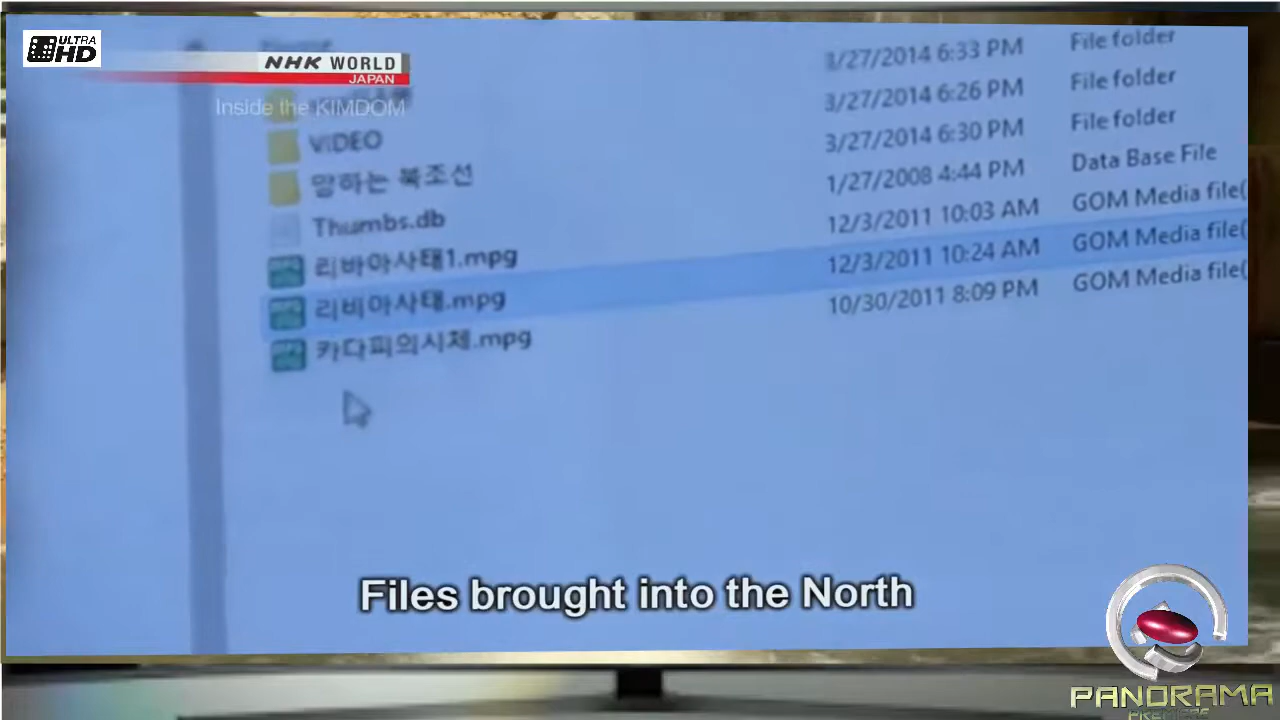 ULTRA
HD
NHK WORLD
JAPAN
Inside the KIMDOM
3/27/2014 6:33 PM File folder
3/27/2014 6:26 PM File folder
VIDEO 3/27/2014 6:30 PM File folder
망하는 북조선 1/27/2008 4:44 PM Data Base File
Thumbs.db 12/3/2011 10:03 AM GOM Media file(
리비아사태1.mpg 12/3/2011 10:24 AM GOM Media file(
리비아사태.mpg 10/30/2011 8:09 PM GOM Media file(
카다피의시체.mpg
Files brought into the North
PANORAMA
PREMIERE